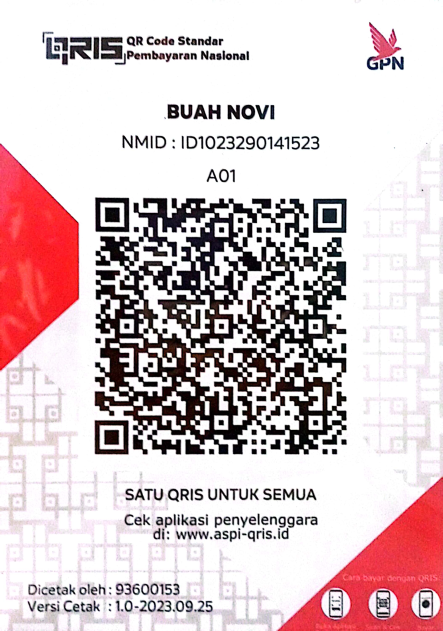 QRIS QR Code Standar
Pembayaran Nasional
GPN
BUAH NOVI
NMID : ID1023290141523
A01
SATU QRIS UNTUK SEMUA
Cek aplikasi penyelenggara
di: www.aspi-qris.id
Cara bayar dengan QRIS:
Dicetak oleh : 93600153
Versi Cetak : 1.0-2023.09.25